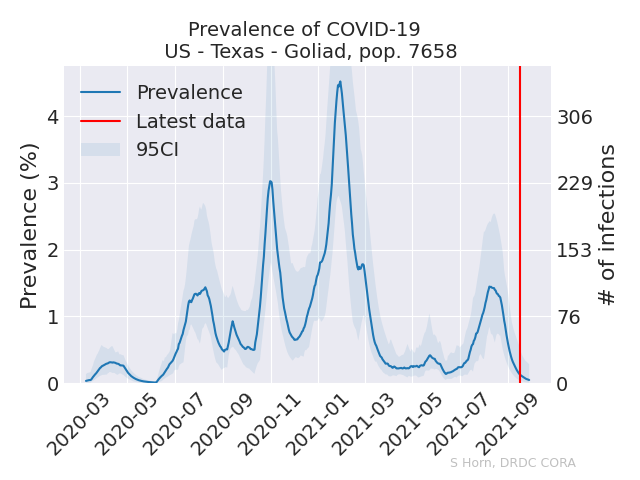 Prevalence of COVID-19
US - Texas - Goliad, pop. 7658
Prevalence
Latest data
95CI
Prevalence (%)
4
3
2
1
0
# of infections
306
229
153
76
0
2020-03
2020-05
2020-07
2020-09
2020-11
2021-01
2021-03
2021-05
2021-07
2021-09
S Horn, DRDC CORA